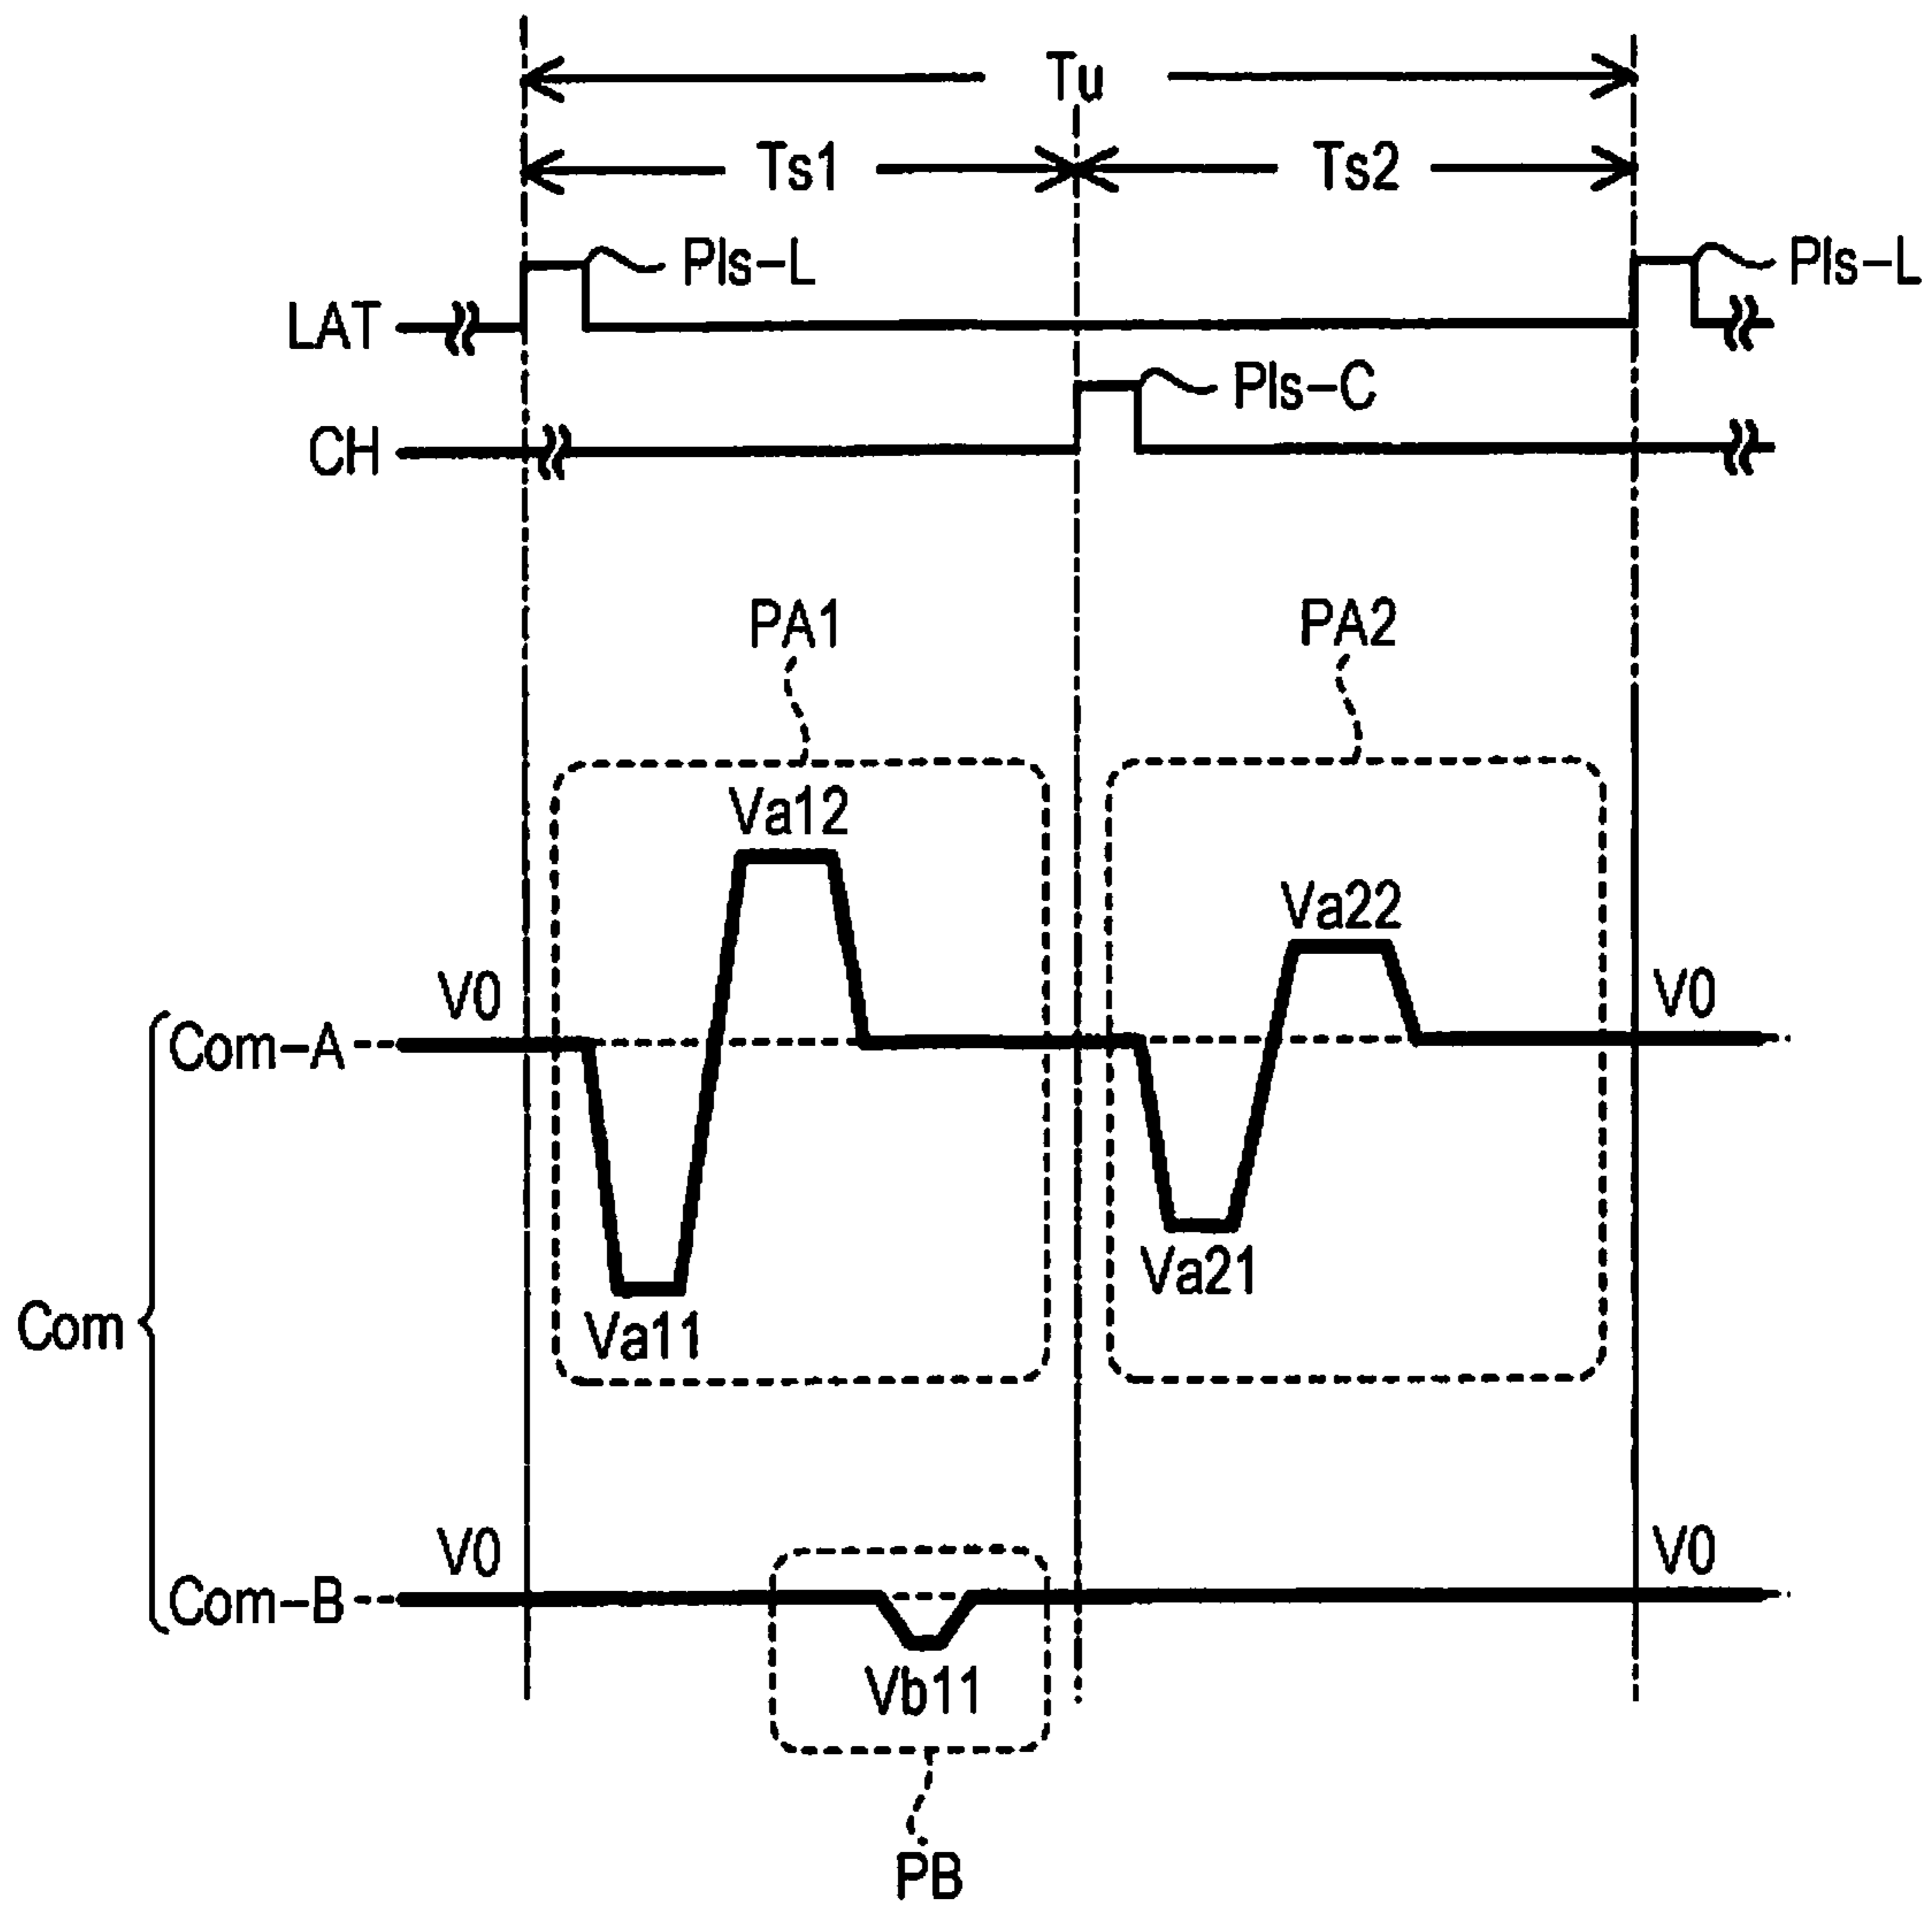 Tu
Ts1
Ts2
Pls-L
Pls-L
LAT
Pls-C
CH
PA1
PA2
Va12
Va22
V0
V0
Com-A
Va21
Va11
Com
V0
V0
Com-B
Vb11
PB